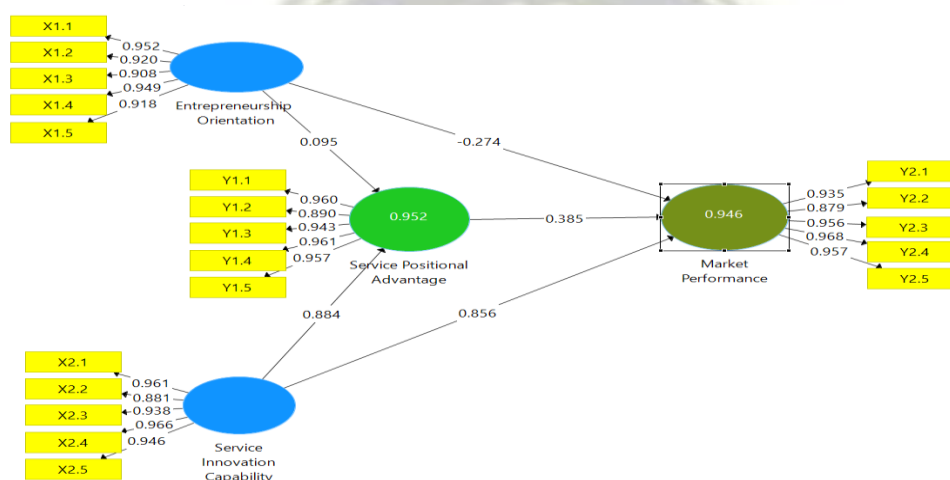 X1.1
X1.2
X1.3
X1.4
X1.5
0.952
0.920
0.908
0.949
0.918
Entrepreneurship
Orientation
0.095
-0.274
Y1.1
Y1.2
Y1.3
Y1.4
Y1.5
0.960
0.890
0.943
0.961
0.957
0.952
Service Positional
Advantage
0.385
0.946
Market
Performance
0.935
0.879
0.956
0.968
0.957
Y2.1
Y2.2
Y2.3
Y2.4
Y2.5
0.884
0.856
X2.1
X2.2
X2.3
X2.4
X2.5
0.961
0.881
0.938
0.966
0.946
Service
Innovation
Capability